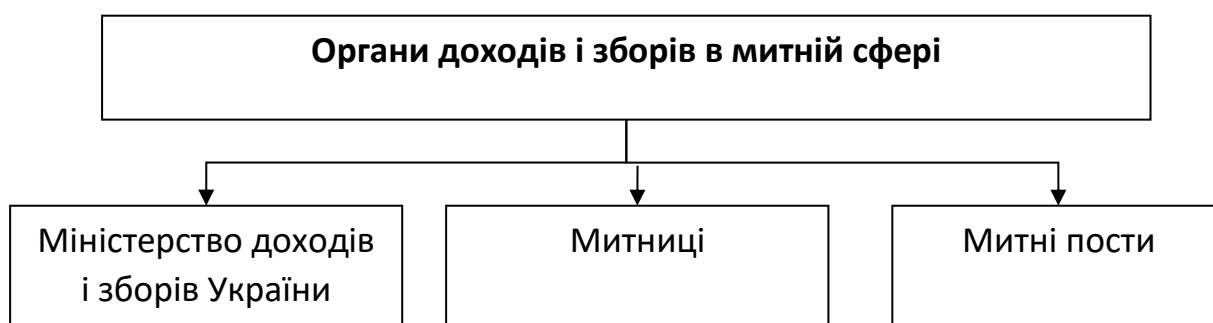 Органи доходів і зборів в митній сфері
Міністерство доходів
і зборів України
Митниці
Митні пости